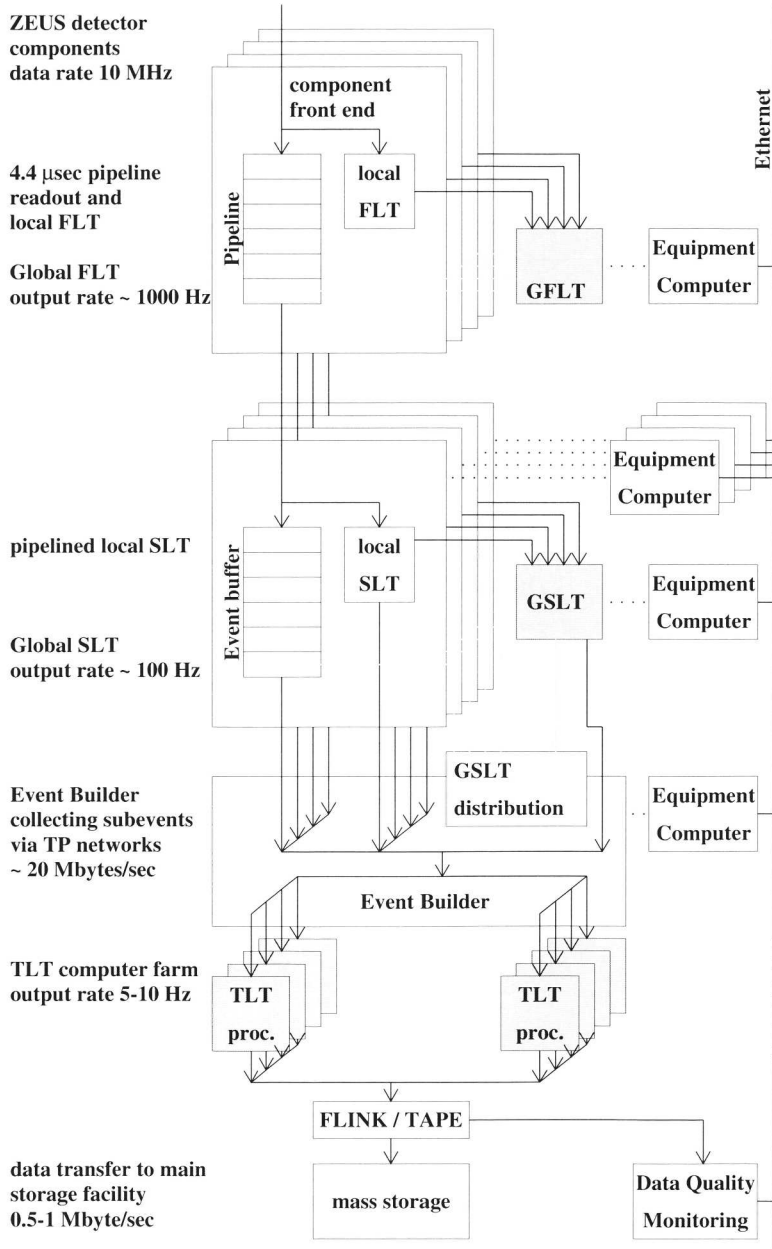 ZEUS detector
components
data rate 10 MHz
component
front end
Ethernet
4.4 µsec pipeline
readout and
local FLT
Pipeline
local
FLT
Global FLT
output rate ~ 1000 Hz
GFLT
Equipment
Computer
Equipment
Computer
pipelined local SLT
Event buffer
local
SLT
GSLT
Equipment
Computer
Global SLT
output rate ~ 100 Hz
Event Builder
collecting subevents
via TP networks
~ 20 Mbytes/sec
GSLT
distribution
Equipment
Computer
Event Builder
TLT computer farm
output rate 5-10 Hz
TLT
proc.
TLT
proc.
FLINK / TAPE
data transfer to main
storage facility
0.5-1 Mbyte/sec
mass storage
Data Quality
Monitoring